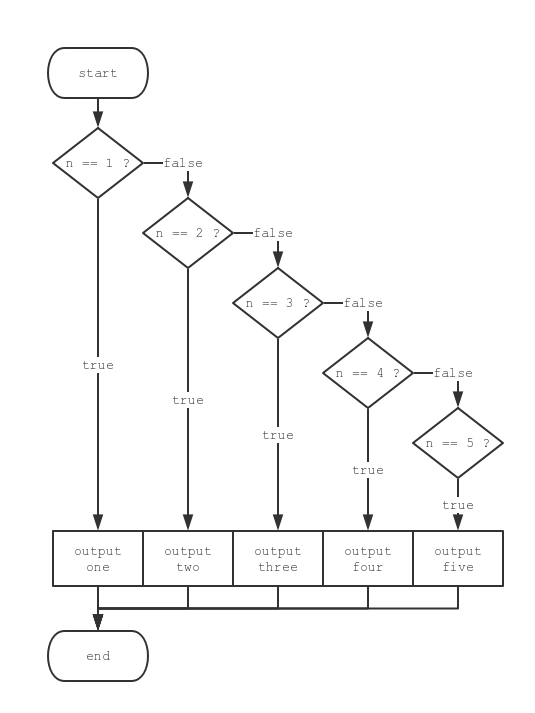 start
n == 1 ?
false
n == 2 ?
false
n == 3 ?
false
true
n == 4 ?
false
true
true
n == 5 ?
true
true
output
one
output
two
output
three
output
four
output
five
end